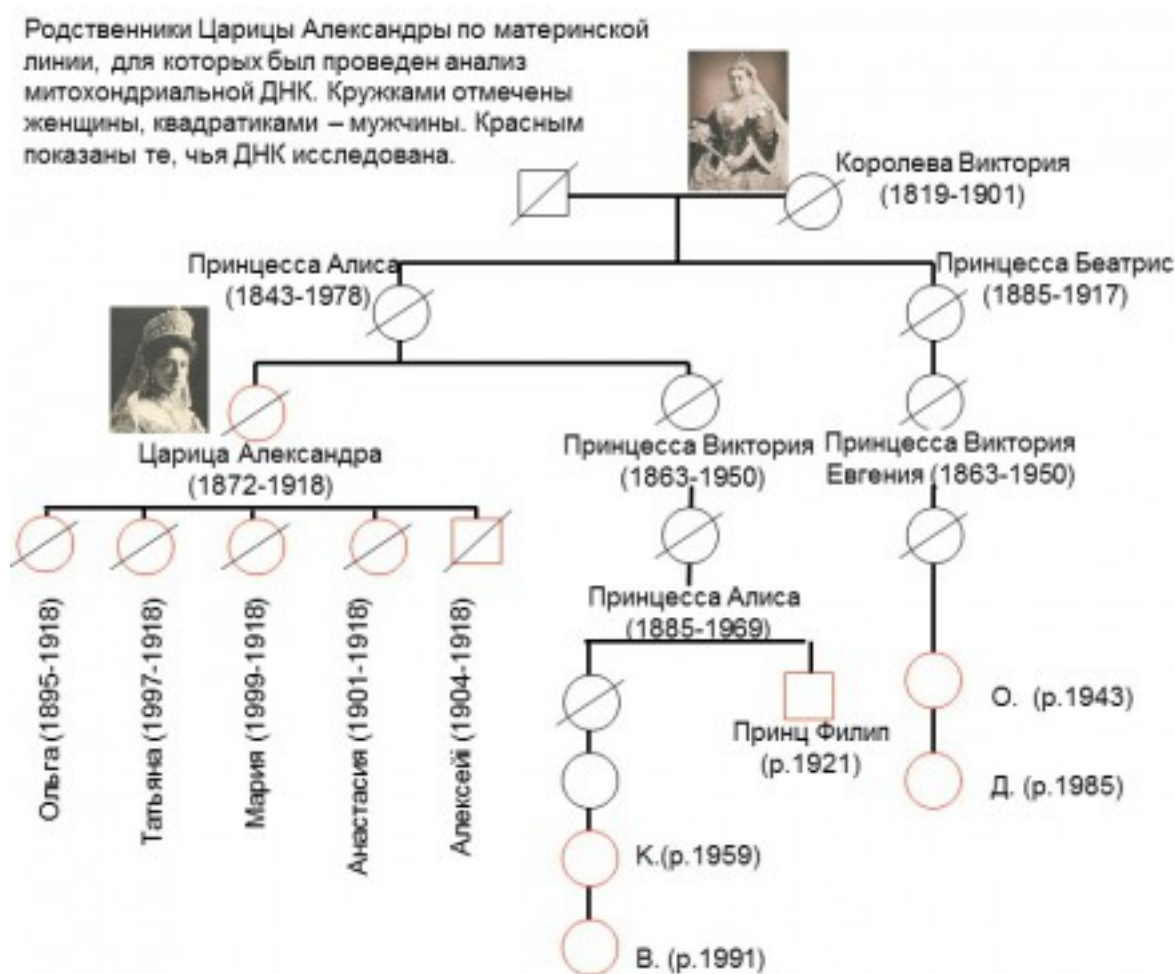 Родственники Царицы Александры по материнской
линии, для которых был проведен анализ
митохондриальной ДНК. Кружками отмечены
женщины, квадратиками – мужчины. Красным
показаны те, чья ДНК исследована.
Королева Виктория
(1819-1901)
Принцесса Алиса
(1843-1978)
Принцесса Беатрис
(1885-1917)
Царица Александра
(1872-1918)
Принцесса Виктория
(1863-1950)
Принцесса Виктория
Евгения (1863-1950)
Ольга (1895-1918)
Татьяна (1997-1918)
Мария (1999-1918)
Анастасия (1901-1918)
Алексей (1904-1918)
Принцесса Алиса
(1885-1969)
Принц Филип
(р.1921)
О. (р.1943)
Д. (р.1985)
К.(р.1959)
В. (р.1991)